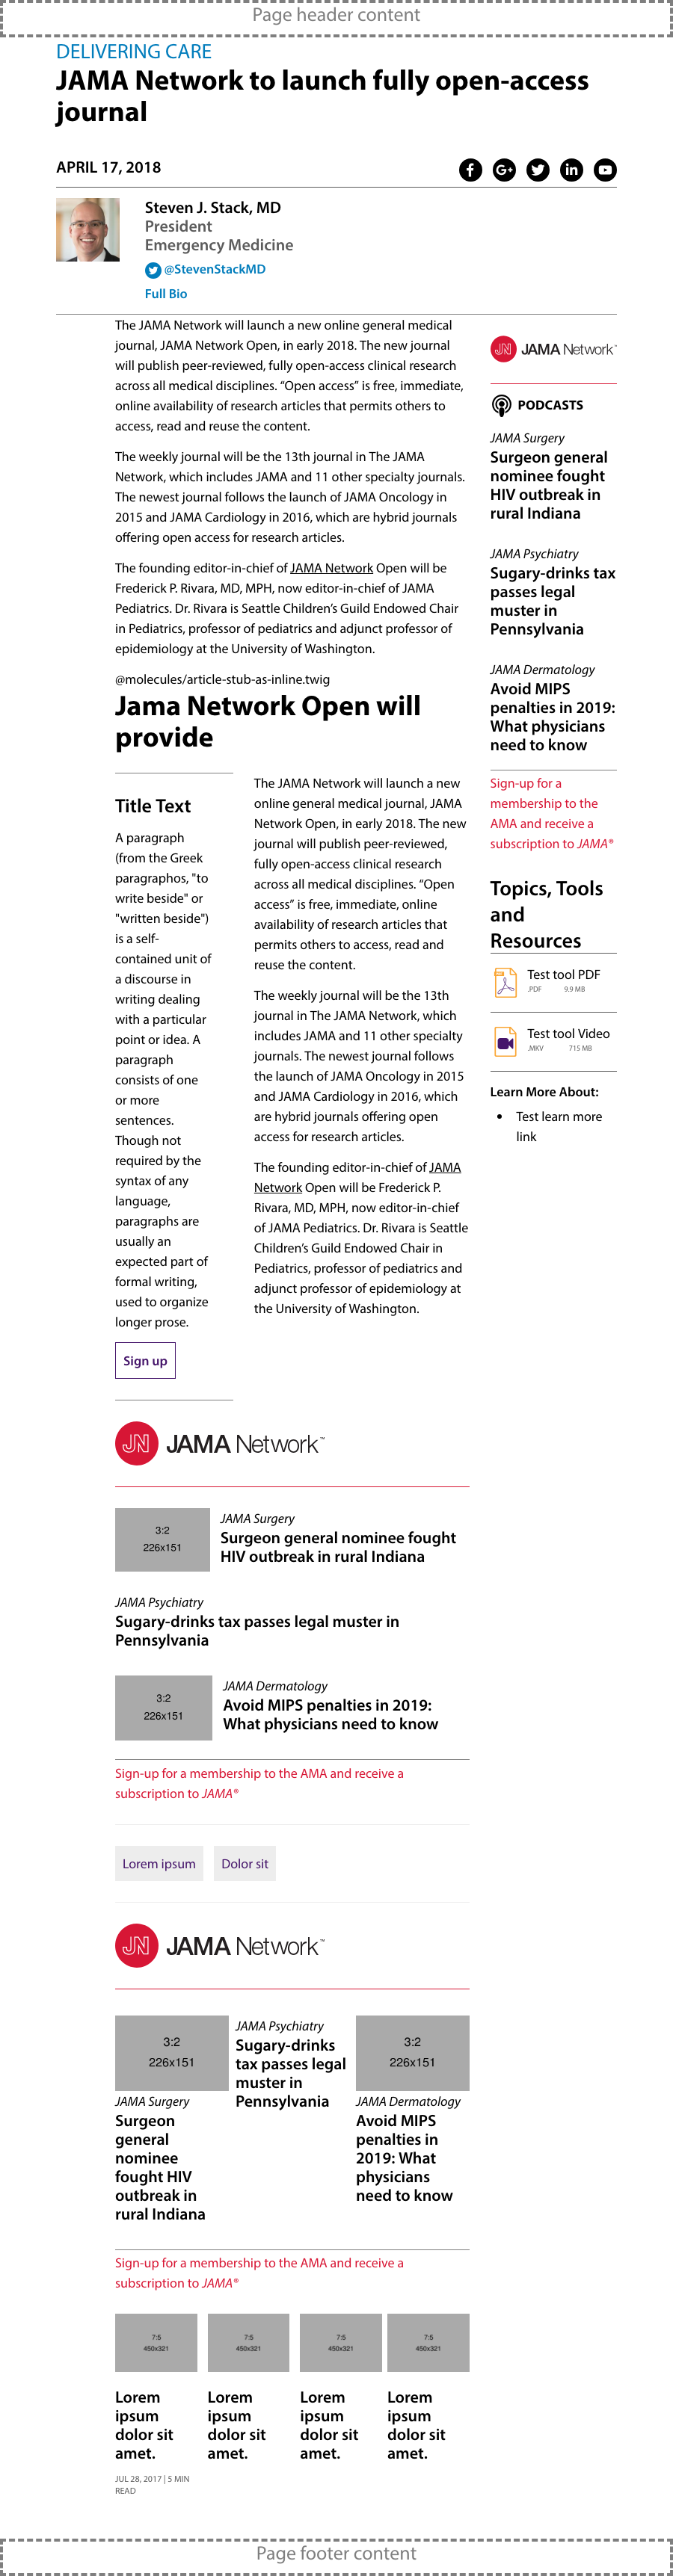 Page header content
DELIVERING CARE
JAMA Network to launch fully open-access
journal
APRIL 17, 2018
Steven J. Stack, MD
President
Emergency Medicine
@StevenStackMD
Full Bio
The JAMA Network will launch a new online general medical
journal, JAMA Network Open, in early 2018. The new journal
will publish peer-reviewed, fully open-access clinical research
across all medical disciplines. “Open access” is free, immediate,
online availability of research articles that permits others to
access, read and reuse the content.
The weekly journal will be the 13th journal in The JAMA
Network, which includes JAMA and 11 other specialty journals.
The newest journal follows the launch of JAMA Oncology in
2015 and JAMA Cardiology in 2016, which are hybrid journals
offering open access for research articles.
The founding editor-in-chief of JAMA Network Open will be
Frederick P. Rivara, MD, MPH, now editor-in-chief of JAMA
Pediatrics. Dr. Rivara is Seattle Children’s Guild Endowed Chair
in Pediatrics, professor of pediatrics and adjunct professor of
epidemiology at the University of Washington.
@molecules/article-stub-as-inline.twig
Jama Network Open will
provide
Title Text
A paragraph
(from the Greek
paragraphos, "to
write beside" or
"written beside")
is a self-
contained unit of
a discourse in
writing dealing
with a particular
point or idea. A
paragraph
consists of one
or more
sentences.
Though not
required by the
syntax of any
language,
paragraphs are
usually an
expected part of
formal writing,
used to organize
longer prose.
Sign up
The JAMA Network will launch a new
online general medical journal, JAMA
Network Open, in early 2018. The new
journal will publish peer-reviewed,
fully open-access clinical research
across all medical disciplines. “Open
access” is free, immediate, online
availability of research articles that
permits others to access, read and
reuse the content.
The weekly journal will be the 13th
journal in The JAMA Network, which
includes JAMA and 11 other specialty
journals. The newest journal follows
the launch of JAMA Oncology in 2015
and JAMA Cardiology in 2016, which
are hybrid journals offering open
access for research articles.
The founding editor-in-chief of JAMA
Network Open will be Frederick P.
Rivara, MD, MPH, now editor-in-chief
of JAMA Pediatrics. Dr. Rivara is Seattle
Children’s Guild Endowed Chair in
Pediatrics, professor of pediatrics and
adjunct professor of epidemiology at
the University of Washington.
JN JAMA Network™
3:2
226x151
JAMA Surgery
Surgeon general nominee fought
HIV outbreak in rural Indiana
JAMA Psychiatry
Sugary-drinks tax passes legal muster in
Pennsylvania
3:2
226x151
JAMA Dermatology
Avoid MIPS penalties in 2019:
What physicians need to know
Sign-up for a membership to the AMA and receive a
subscription to JAMA®
Lorem ipsum
Dolor sit
JN JAMA Network™
3:2
226x151
JAMA Surgery
Surgeon
general
nominee
fought HIV
outbreak in
rural Indiana
JAMA Psychiatry
Sugary-drinks
tax passes legal
muster in
Pennsylvania
3:2
226x151
JAMA Dermatology
Avoid MIPS
penalties in
2019: What
physicians
need to know
Sign-up for a membership to the AMA and receive a
subscription to JAMA®
7:5
450x321
Lorem
ipsum
dolor sit
amet.
JUL 28, 2017 | 5 MIN
READ
7:5
450x321
Lorem
ipsum
dolor sit
amet.
7:5
450x321
Lorem
ipsum
dolor sit
amet.
7:5
450x321
Lorem
ipsum
dolor sit
amet.
JN JAMA Network™
PODCASTS
JAMA Surgery
Surgeon general
nominee fought
HIV outbreak in
rural Indiana
JAMA Psychiatry
Sugary-drinks tax
passes legal
muster in
Pennsylvania
JAMA Dermatology
Avoid MIPS
penalties in 2019:
What physicians
need to know
Sign-up for a
membership to the
AMA and receive a
subscription to JAMA®
Topics, Tools
and
Resources
Test tool PDF
.PDF 9.9 MB
Test tool Video
.MKV 715 MB
Learn More About:
• Test learn more
link
Page footer content